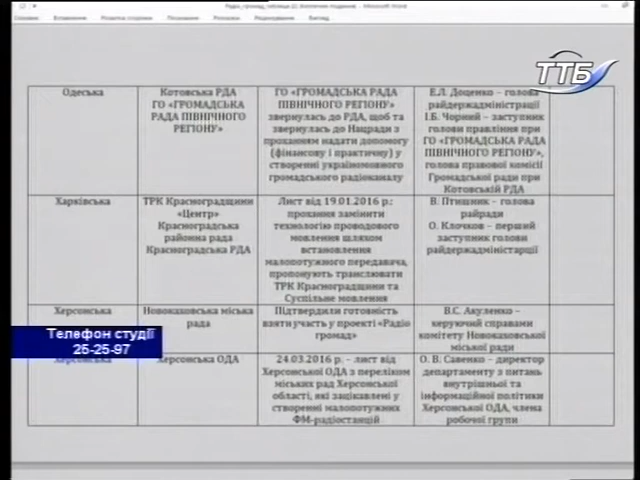 ТТБ
Одеська
Котовська РДА
ГО «ГРОМАДСЬКА
РАДА ПІВНІЧНОГО
РЕГІОНУ»
ГО «ГРОМАДСЬКА РАДА
ПІВНІЧНОГО РЕГІОНУ»
звернулась до РДА, щоб та
звернулась до Нацради з
проханням надати допомогу
(фінансову і практичну) у
створенні україномовного
громадського радіоканалу
Е.Л. Доценко – голова
райдержадміністрації
І.Б. Чорний – заступник
голови правління при
ГО «ГРОМАДСЬКА РАДА
ПІВНІЧНОГО РЕГІОНУ»,
голова правової комісії
Громадської ради при
Котовській РДА
Харківська
ТРК Красноградщини
«Центр»
Красноградська
районна рада
Красноградська РДА
Лист від 19.01.2016 р.:
прохання замінити
технологію проводового
мовлення шляхом
встановлення
малопотужного передавача,
пропонують транслювати
ТРК Красноградщини та
Суспільне мовлення
В. Птишник – голова
райради
О. Клочков – перший
заступник голови
райдержадміністарції
Херсонська
Новокаховська міська
рада
Підтвердили готовність
взяти участь у проекті «Радіо
громад»
В.С. Акуленко –
керуючий справами
комітету Новокаховської
міської ради
Телефон студії
25-25-97
Херсонська
Херсонська ОДА
24.03.2016 р. – лист від
Херсонської ОДА з переліком
міських рад Херсонської
області, які зацікавлені у
створенні малопотужних
ФМ-радіостанцій
О. В. Савенко – директор
департаменту з питань
внутрішньої та
інформаційної політики
Херсонської ОДА, члена
робочої групи